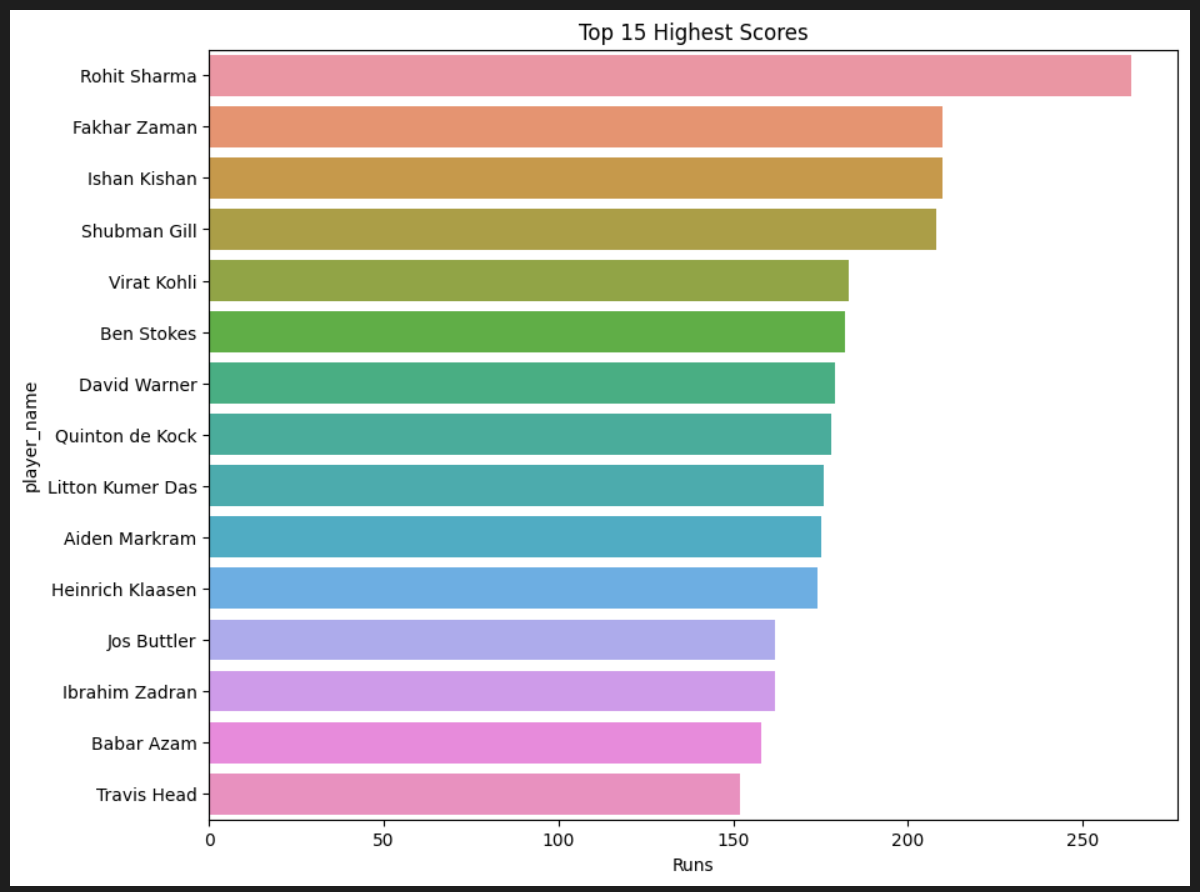 Top 15 Highest Scores
Rohit Sharma
Fakhar Zaman
Ishan Kishan
Shubman Gill
Virat Kohli
Ben Stokes
David Warner
Quinton de Kock
Litton Kumer Das
Aiden Markram
Heinrich Klaasen
Jos Buttler
Ibrahim Zadran
Babar Azam
Travis Head
player_name
0 50 100 150 200 250
Runs